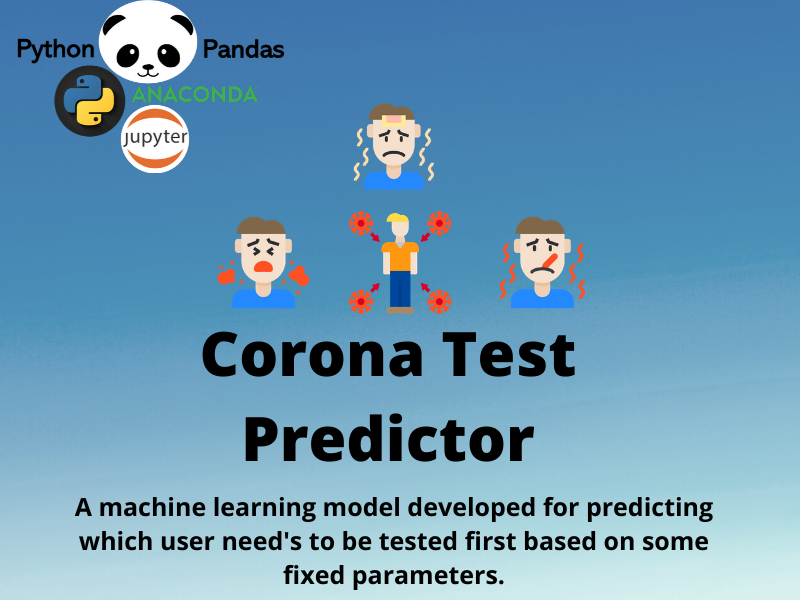 Python
Pandas
ANACONDA
jupyter
Corona Test
Predictor
A machine learning model developed for predicting
which user need's to be tested first based on some
fixed parameters.